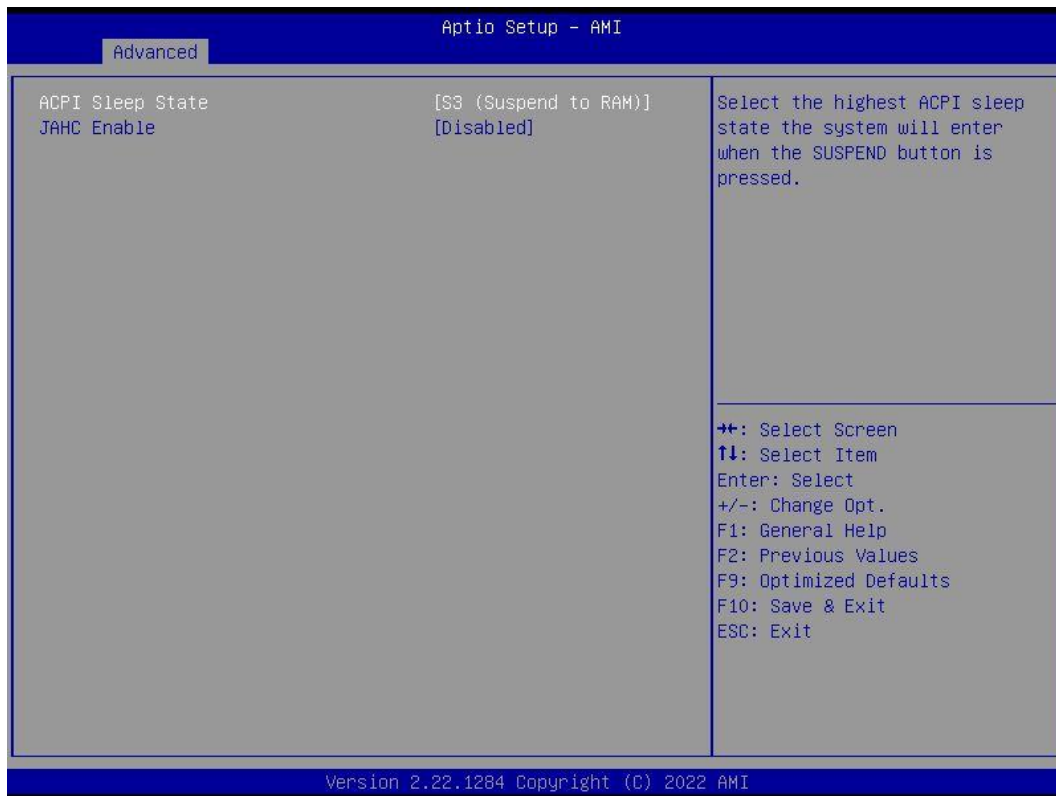 Aptio Setup – AMI
Advanced
ACPI Sleep State [S3 (Suspend to RAM)]
JAHC Enable [Disabled]
Select the highest ACPI sleep
state the system will enter
when the SUSPEND button is
pressed.
→←: Select Screen
↑↓: Select Item
Enter: Select
+/-: Change Opt.
F1: General Help
F2: Previous Values
F9: Optimized Defaults
F10: Save & Exit
ESC: Exit
Version 2.22.1284 Copyright (C) 2022 AMI